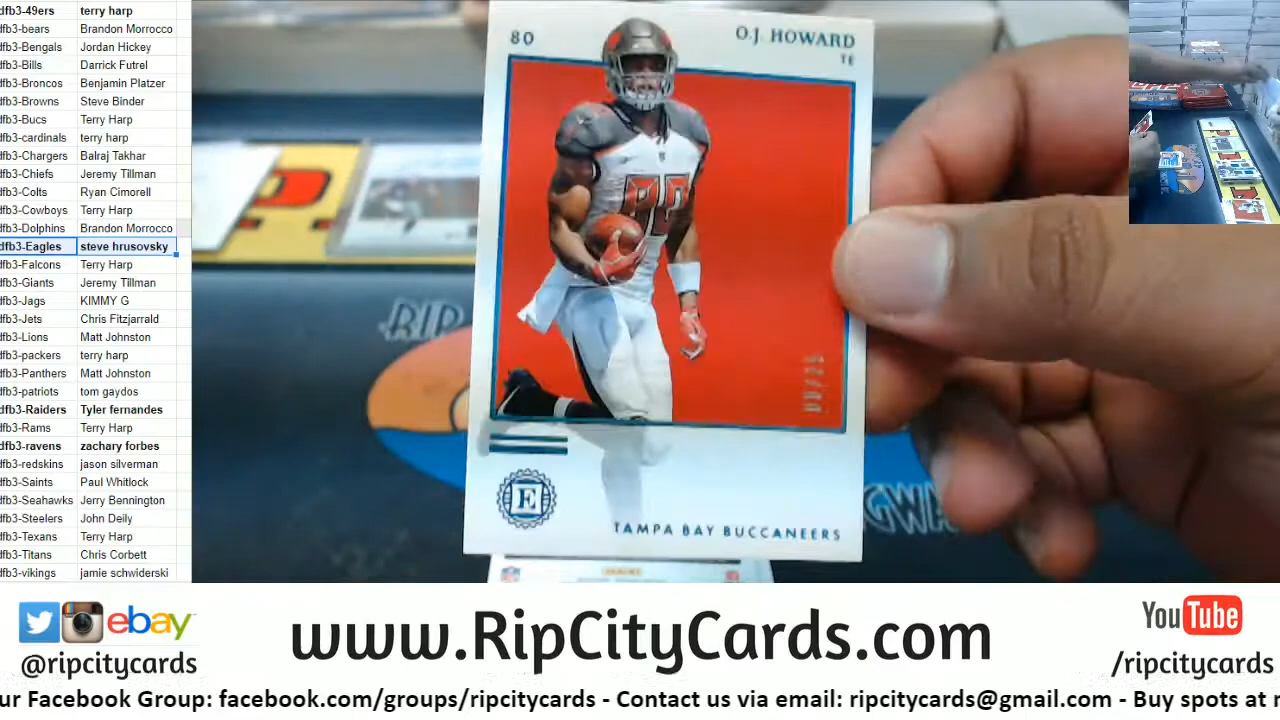 dfb3-49ers terry harp
dfb3-bears Brandon Morrocco
dfb3-Bengals Jordan Hickey
dfb3-Bills Darrick Futrel
dfb3-Broncos Benjamin Platzer
dfb3-Browns Steve Binder
dfb3-Bucs Terry Harp
dfb3-cardinals terry harp
dfb3-Chargers Balraj Takhar
dfb3-Chiefs Jeremy Tillman
dfb3-Colts Ryan Cimorell
dfb3-Cowboys Terry Harp
dfb3-Dolphins Brandon Morrocco
dfb3-Eagles steve hrusovsky
dfb3-Falcons Terry Harp
dfb3-Giants Jeremy Tillman
dfb3-Jags KIMMY G
dfb3-Jets Chris Fitzjarrald
dfb3-Lions Matt Johnston
dfb3-packers terry harp
dfb3-Panthers Matt Johnston
dfb3-patriots tom gaydos
dfb3-Raiders Tyler fernandes
dfb3-Rams Terry Harp
dfb3-ravens zachary forbes
dfb3-redskins jason silverman
dfb3-Saints Paul Whitlock
dfb3-Seahawks Jerry Bennington
dfb3-Steelers John Deily
dfb3-Texans Terry Harp
dfb3-Titans Chris Corbett
dfb3-vikings jamie schwiderski
80
O.J. HOWARD
TE
80
E
TAMPA BAY BUCCANEERS
RIP
ebay
@ripcitycards
www.RipCityCards.com
YouTube
/ripcitycards
ur Facebook Group: facebook.com/groups/ripcitycards - Contact us via email: ripcitycards@gmail.com - Buy spots at